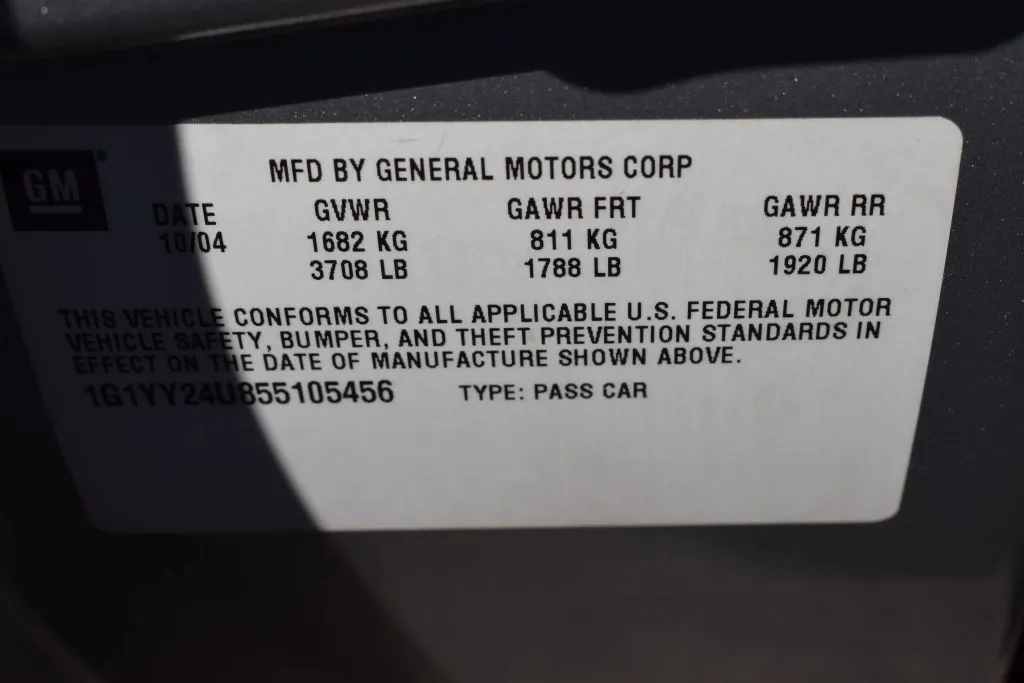 GM®
MFD BY GENERAL MOTORS CORP
DATE GVWR GAWR FRT GAWR RR
10/04 1682 KG 811 KG 871 KG
3708 LB 1788 LB 1920 LB
THIS VEHICLE CONFORMS TO ALL APPLICABLE U.S. FEDERAL MOTOR
VEHICLE SAFETY, BUMPER, AND THEFT PREVENTION STANDARDS IN
EFFECT ON THE DATE OF MANUFACTURE SHOWN ABOVE.
1G1YY24U855105456 TYPE: PASS CAR